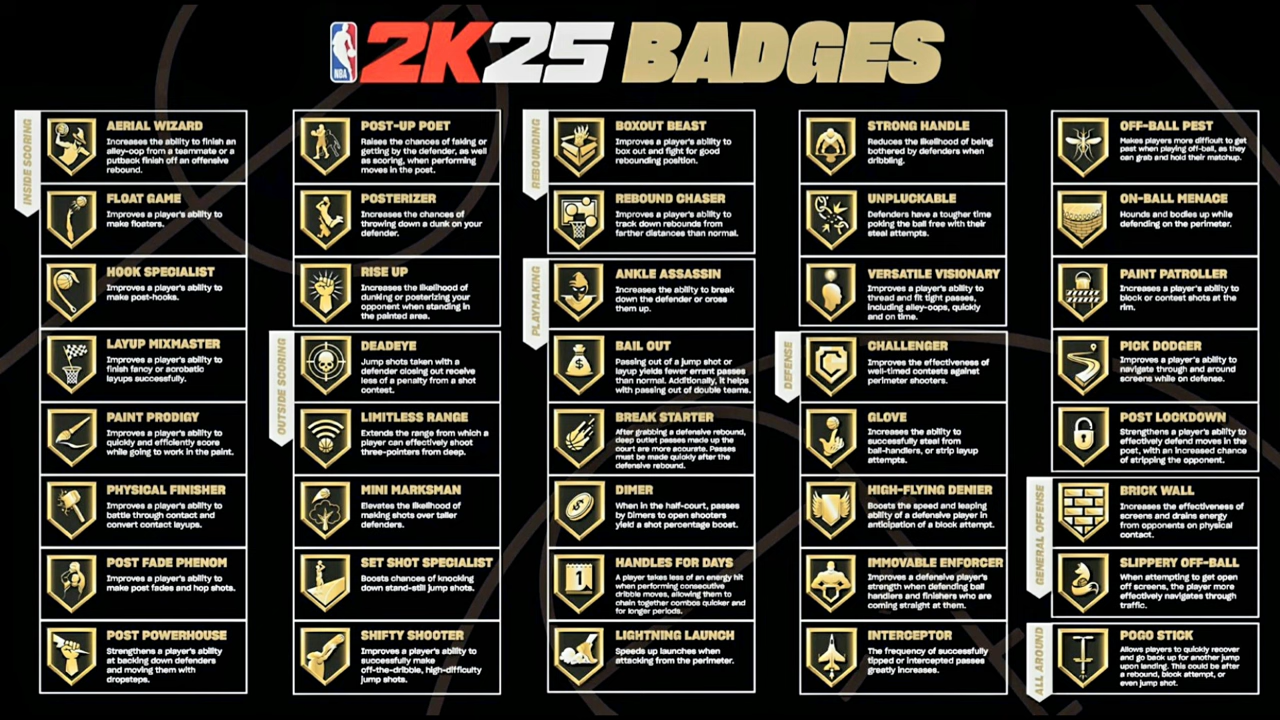 NBA
2K25 BADGES
INSIDE SCORING
AERIAL WIZARD
Increases the ability to finish an
alley-oop from a teammate or a
putback finish off an offensive
rebound.
FLOAT GAME
Improves a player's ability to
make floaters.
HOOK SPECIALIST
Improves a player's ability to
make post-hooks.
LAYUP MIXMASTER
Improves a player's ability to
finish fancy or acrobatic
layups successfully.
PAINT PRODIGY
Improves a player's ability to
quickly and efficiently score
while going to work in the paint.
PHYSICAL FINISHER
Improves a player's ability to
battle through contact and
convert contact layups.
POST FADE PHENOM
Improves a player's ability to
make post fades and hop shots.
POST POWERHOUSE
Strengthens a player's ability
at backing down defenders
and moving them with
dropsteps.
POST-UP POET
Raises the chances of faking or
getting by the defender, as well
as scoring, when performing
moves in the post.
POSTERIZER
Increases the chances of
throwing down a dunk on your
defender.
RISE UP
Increases the likelihood of
dunking or posterizing your
opponent when standing in
the painted area.
OUTSIDE SCORING
DEADEYE
Jump shots taken with a
defender closing out receive
less of a penalty from a shot
contest.
LIMITLESS RANGE
Extends the range from which a
player can effectively shoot
three-pointers from deep.
MINI MARKSMAN
Elevates the likelihood of
making shots over taller
defenders.
SET SHOT SPECIALIST
Boosts chances of knocking
down stand-still jump shots.
SHIFTY SHOOTER
Improves a player's ability to
successfully make
off-the-dribble, high-difficulty
jump shots.
REBOUNDING
BOXOUT BEAST
Improves a player's ability to
box out and fight for good
rebounding position.
REBOUND CHASER
Improves a player's ability to
track down rebounds from
farther distances than normal.
PLAYMAKING
ANKLE ASSASSIN
Increases the ability to break
down the defender or cross
them up.
BAIL OUT
Passing out of a jump shot or
layup yields fewer errant passes
than normal. Additionally, it helps
with passing out of double teams.
BREAK STARTER
After grabbing a defensive rebound,
deep outlet passes made up the
court are more accurate. Passes
must be made quickly after the
defensive rebound.
DIMER
When in the half-court, passes
by Dimers to open shooters
yield a shot percentage boost.
HANDLES FOR DAYS
1
A player takes less of an energy hit
when performing consecutive
dribble moves, allowing them to
chain together combos quicker and
for longer periods.
LIGHTNING LAUNCH
Speeds up launches when
attacking from the perimeter.
STRONG HANDLE
Reduces the likelihood of being
bothered by defenders when
dribbling.
UNPLUCKABLE
Defenders have a tougher time
poking the ball free with their
steal attempts.
VERSATILE VISIONARY
Improves a player's ability to
thread and fit tight passes,
including alley-oops, quickly
and on time.
DEFENSE
CHALLENGER
Improves the effectiveness of
well-timed contests against
perimeter shooters.
GLOVE
Increases the ability to
successfully steal from
ball-handlers, or strip layup
attempts.
HIGH-FLYING DENIER
Boosts the speed and leaping
ability of a defensive player in
anticipation of a block attempt.
IMMOVABLE ENFORCER
Improves a defensive player's
strength when defending ball
handlers and finishers who are
coming straight at them.
INTERCEPTOR
The frequency of successfully
tipped or intercepted passes
greatly increases.
OFF-BALL PEST
Makes players more difficult to get
past when playing off-ball, as they
can grab and hold their matchup.
ON-BALL MENACE
Hounds and bodies up while
defending on the perimeter.
PAINT PATROLLER
Increases a player's ability to
block or contest shots at the
rim.
PICK DODGER
Improves a player's ability to
navigate through and around
screens while on defense.
POST LOCKDOWN
Strengthens a player's ability to
effectively defend moves in the
post, with an increased chance
of stripping the opponent.
GENERAL OFFENSE
BRICK WALL
Increases the effectiveness of
screens and drains energy
from opponents on physical
contact.
SLIPPERY OFF-BALL
When attempting to get open
off screens, the player more
effectively navigates through
traffic.
ALL AROUND
POGO STICK
Allows players to quickly recover
and go back up for another jump
upon landing. This could be after
a rebound, block attempt, or
even jump shot.